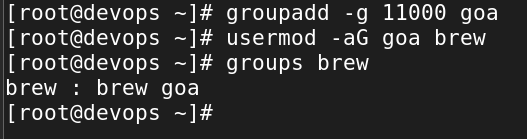 [root@devops ~]# groupadd -g 11000 goa
[root@devops ~]# usermod -aG goa brew
[root@devops ~]# groups brew
brew : brew goa
[root@devops ~]#